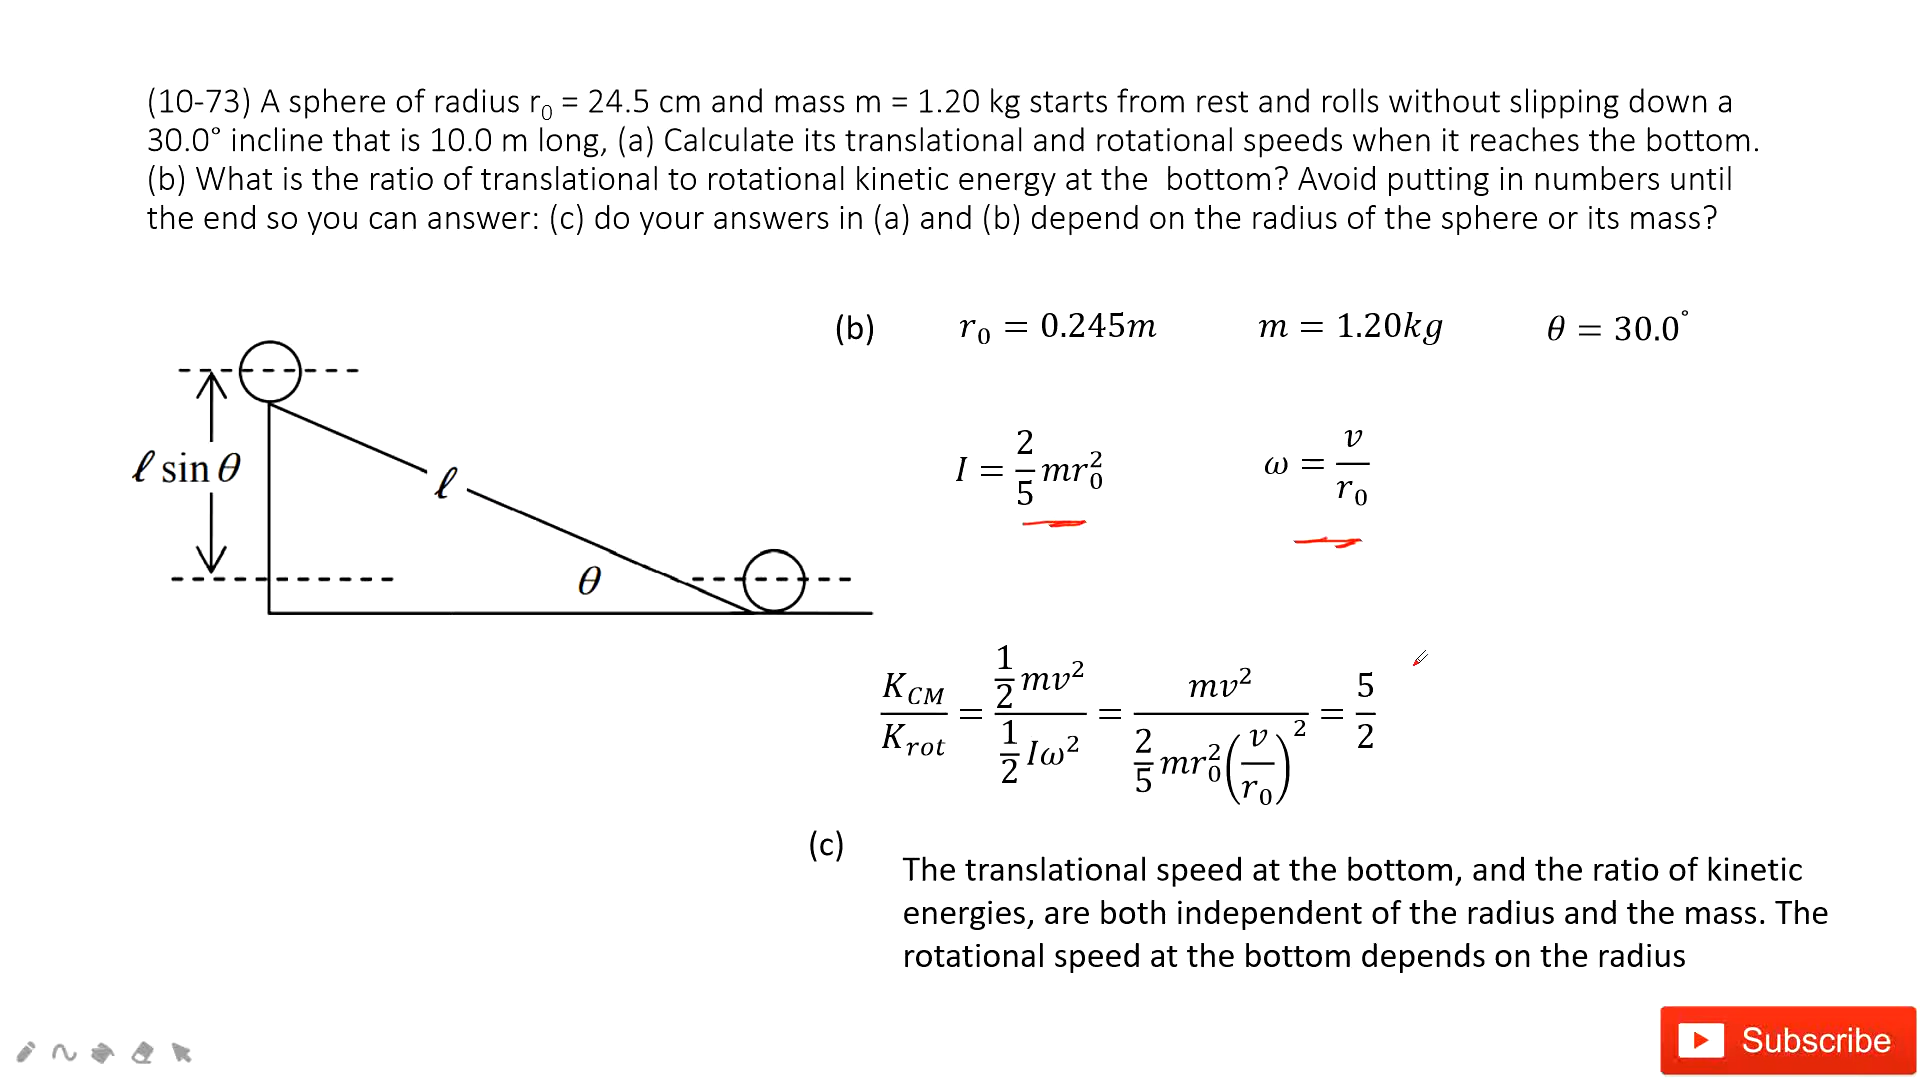 (10-73) A sphere of radius r₀ = 24.5 cm and mass m = 1.20 kg starts from rest and rolls without slipping down a
30.0° incline that is 10.0 m long, (a) Calculate its translational and rotational speeds when it reaches the bottom.
(b) What is the ratio of translational to rotational kinetic energy at the bottom? Avoid putting in numbers until
the end so you can answer: (c) do your answers in (a) and (b) depend on the radius of the sphere or its mass?
(b) r₀ = 0.245m m = 1.20kg θ = 30.0°
I = 2/5 mr₀² ω = v/r₀
ℓ sin θ
ℓ
θ
K_CM/K_rot = (1/2 mv²)/(1/2 Iω²) = mv²/(2/5 mr₀²(v/r₀)²) = 5/2
(c)
The translational speed at the bottom, and the ratio of kinetic
energies, are both independent of the radius and the mass. The
rotational speed at the bottom depends on the radius
Subscribe